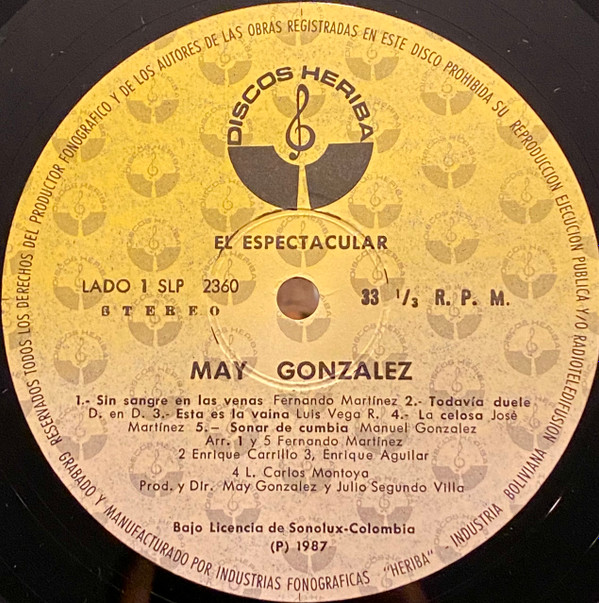 RESERVADOS TODOS LOS DERECHOS DEL PRODUCTOR FONOGRAFICO Y DE LOS AUTORES DE LAS OBRAS REGISTRADAS EN ESTE DISCO PROHIBIDA SU REPRODUCCION EJECUCION PUBLICA Y/O RADIOTELEDIFUSION
DISCOS HERIBA
EL ESPECTACULAR
LADO 1 SLP 2360
33 1/3 R. P. M.
STEREO
MAY GONZALEZ
1.- Sin sangre en las venas Fernando Martínez 2.- Todavía duele
D. en D. 3.- Esta es la vaina Luis Vega R. 4.- La celosa José
Martínez 5.- Sonar de cumbia Manuel Gonzalez
Arr. 1 y 5 Fernando Martínez
2 Enrique Carrillo 3, Enrique Aguilar
4 L. Carlos Montoya
Prod. y Dir. May Gonzalez y Julio Segundo Villa
Bajo Licencia de Sonolux-Colombia
(P) 1987
GRABADO Y MANUFACTURADO POR INDUSTRIAS FONOGRAFICAS "HERIBA" - INDUSTRIA BOLIVIANA